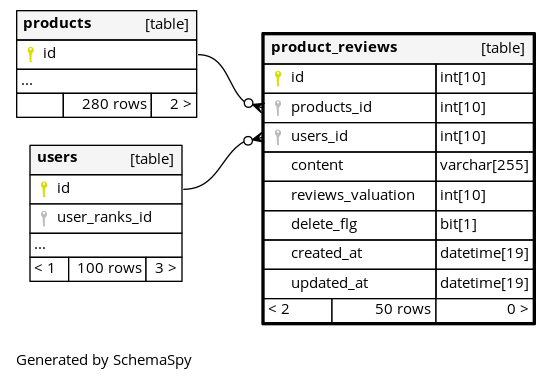 products [table]
id
...
280 rows 2 >
users [table]
id
user_ranks_id
...
< 1 100 rows 3 >
product_reviews [table]
id int[10]
products_id int[10]
users_id int[10]
content varchar[255]
reviews_valuation int[10]
delete_flg bit[1]
created_at datetime[19]
updated_at datetime[19]
< 2 50 rows 0 >
Generated by SchemaSpy